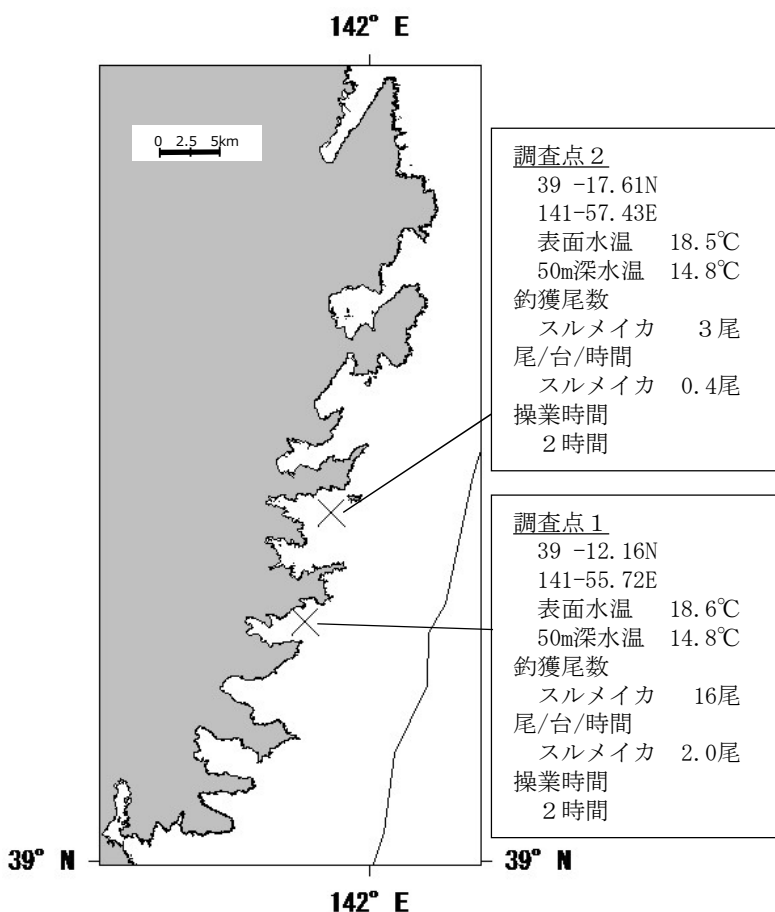 142° E
0 2.5 5km
調査点２
39 -17.61N
141-57.43E
表面水温 18.5℃
50m深水温 14.8℃
釣獲尾数
スルメイカ ３尾
尾/台/時間
スルメイカ 0.4尾
操業時間
２時間
調査点１
39 -12.16N
141-55.72E
表面水温 18.6℃
50m深水温 14.8℃
釣獲尾数
スルメイカ 16尾
尾/台/時間
スルメイカ 2.0尾
操業時間
２時間
39° N
39° N
142° E